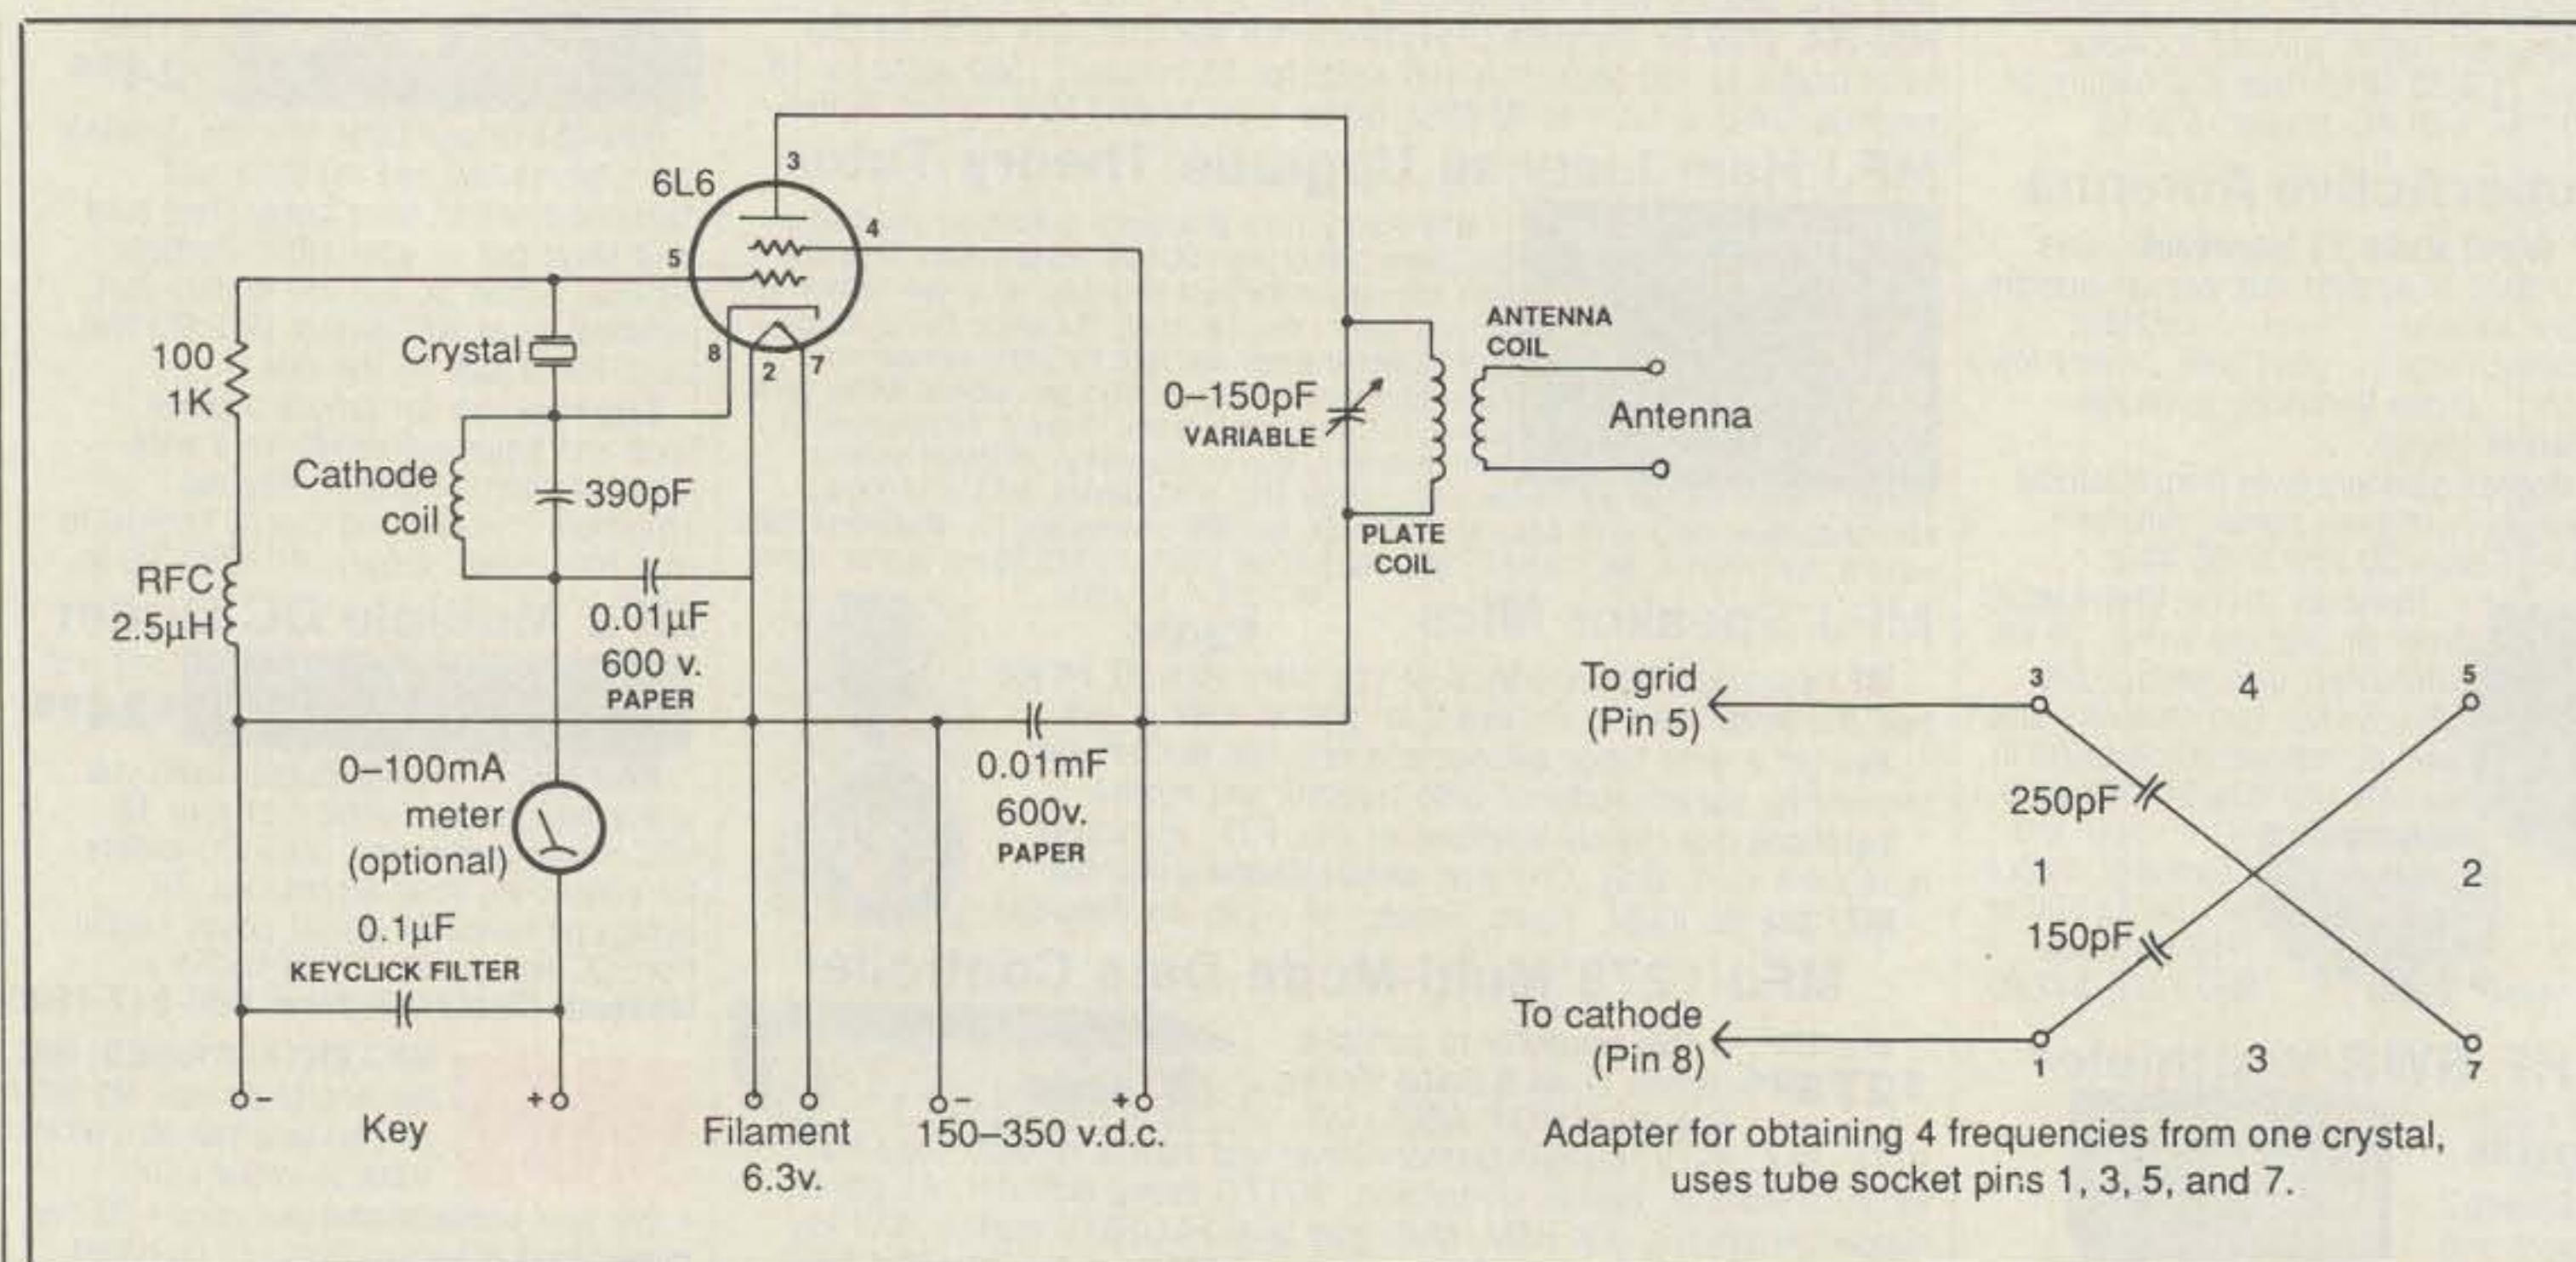 6L6
3
4
5
8
2
7
100
1K
Crystal
Cathode
coil
390pF
RFC
2.5µH
0.01µF
600 v.
PAPER
0–150pF
VARIABLE
ANTENNA
COIL
Antenna
PLATE
COIL
0–100mA
meter
(optional)
0.01mF
600v.
PAPER
0.1µF
KEYCLICK FILTER
–
Key
+
Filament
6.3v.
–
+
150–350 v.d.c.
To grid
(Pin 5)
3
4
5
250pF
1
2
150pF
To cathode
(Pin 8)
1
3
7
Adapter for obtaining 4 frequencies from one crystal,
uses tube socket pins 1, 3, 5, and 7.